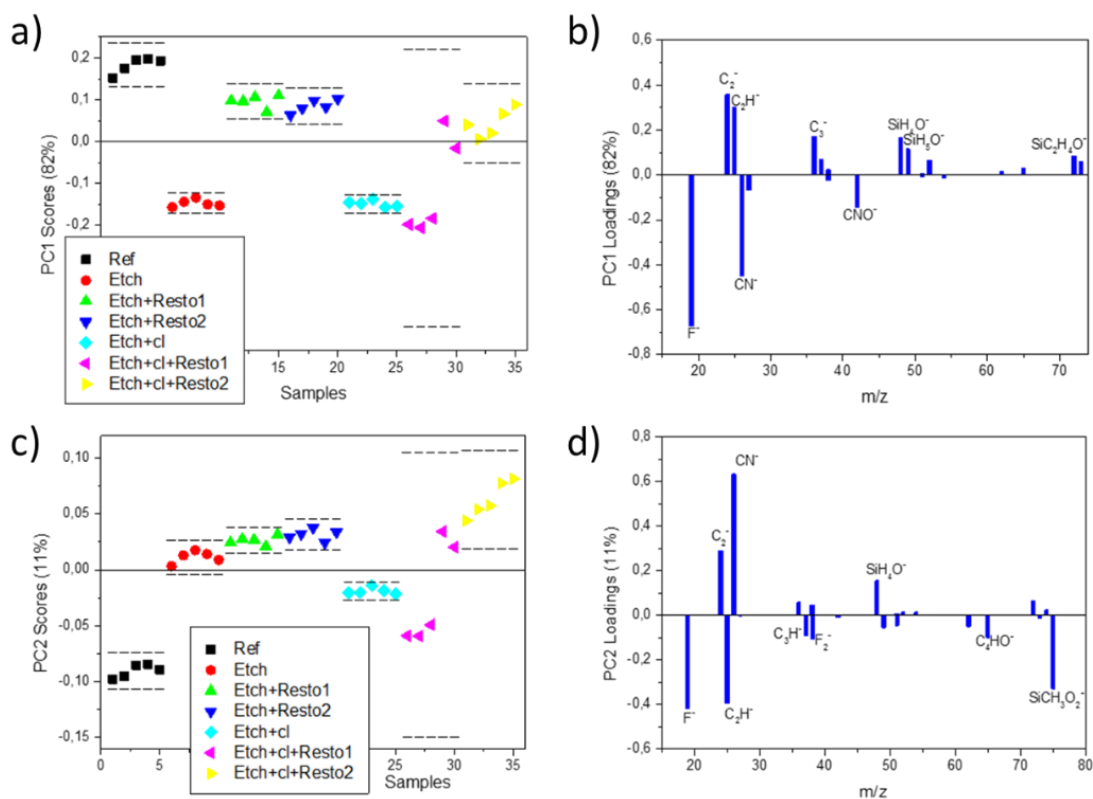 a)
PC1 Scores (82%)
0,2
0,1
0,0
-0,1
-0,2
15 20 25 30 35
Samples
Ref
Etch
Etch+Resto1
Etch+Resto2
Etch+cl
Etch+cl+Resto1
Etch+cl+Resto2
b)
PC1 Loadings (82%)
0,6
0,4
0,2
0,0
-0,2
-0,4
-0,6
-0,8
20 30 40 50 60 70
m/z
C₂⁻
C₂H⁻
C₃⁻
SiH₄O⁻
SiH₅O⁻
SiC₂H₄O⁻
CNO⁻
CN⁻
F⁻
c)
PC2 Scores (11%)
0,10
0,05
0,00
-0,05
-0,10
-0,15
0 5 10 15 20 25 30 35
Samples
Ref
Etch
Etch+Resto1
Etch+Resto2
Etch+cl
Etch+cl+Resto1
Etch+cl+Resto2
d)
PC2 Loadings (11%)
0,8
0,6
0,4
0,2
0,0
-0,2
-0,4
-0,6
20 30 40 50 60 70 80
m/z
CN⁻
C₂⁻
SiH₄O⁻
C₃H⁻
F₂⁻
C₄HO⁻
SiCH₃O₂⁻
F⁻
C₂H⁻